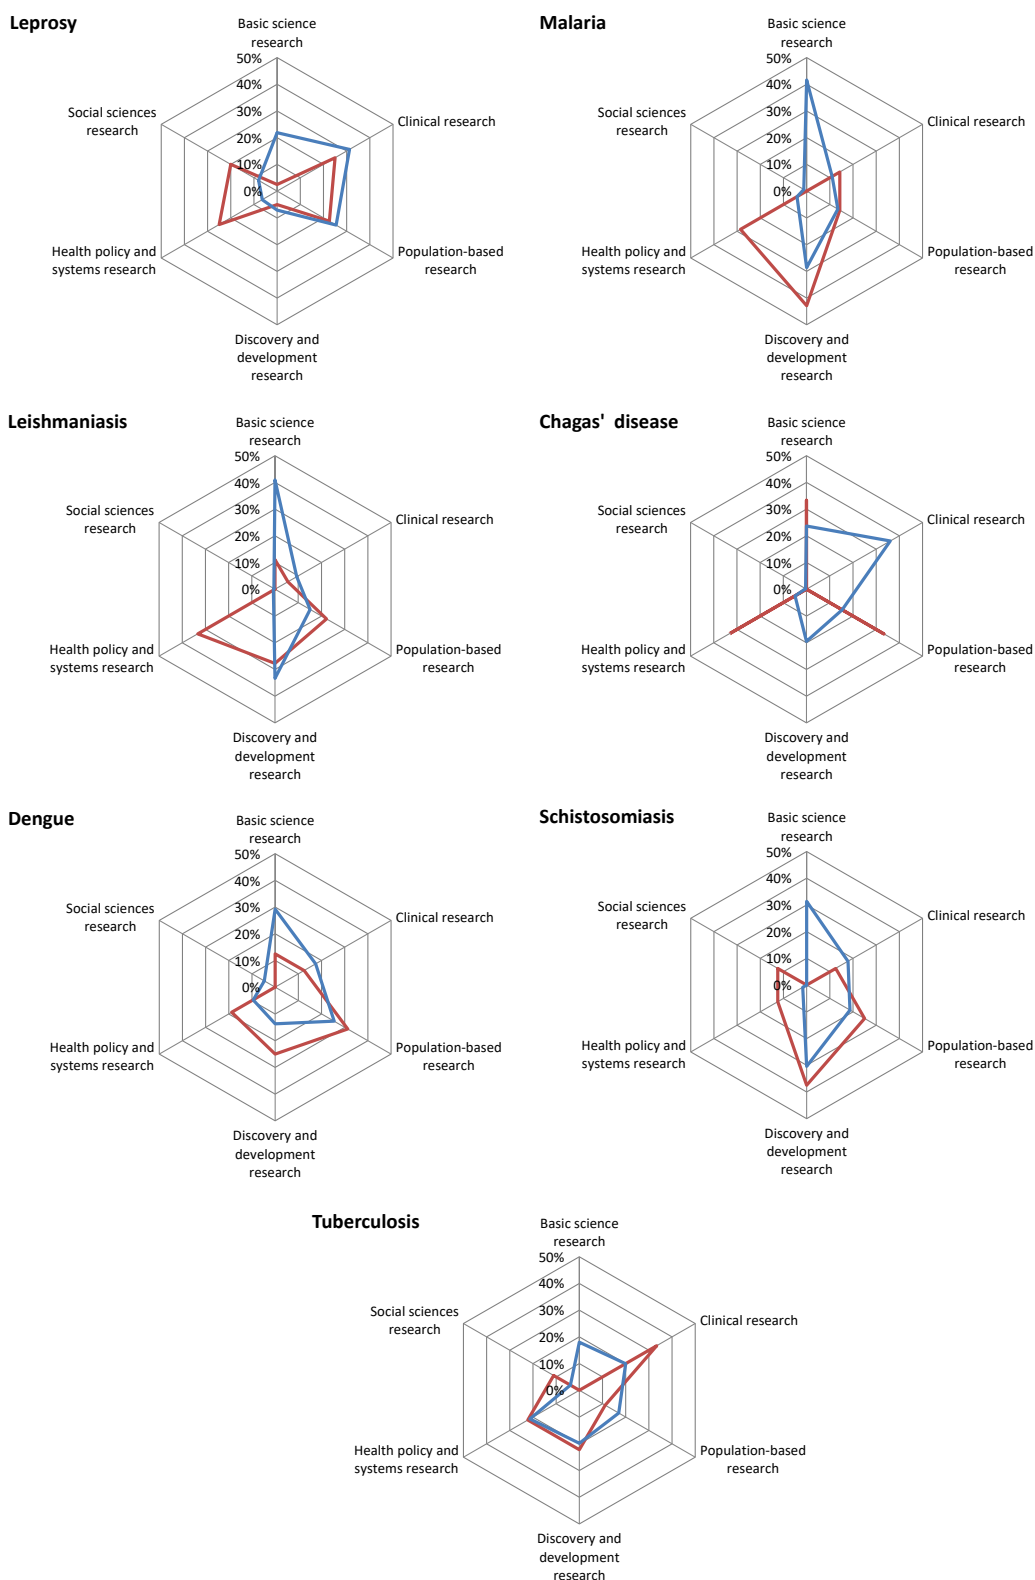 Leprosy
Basic science
research
50%
40%
30%
20%
10%
0%
Clinical research
Population-based
research
Discovery and
development
research
Health policy and
systems research
Social sciences
research
Malaria
Basic science
research
50%
40%
30%
20%
10%
0%
Clinical research
Population-based
research
Discovery and
development
research
Health policy and
systems research
Social sciences
research
Leishmaniasis
Basic science
research
50%
40%
30%
20%
10%
0%
Clinical research
Population-based
research
Discovery and
development
research
Health policy and
systems research
Social sciences
research
Chagas' disease
Basic science
research
50%
40%
30%
20%
10%
0%
Clinical research
Population-based
research
Discovery and
development
research
Health policy and
systems research
Social sciences
research
Dengue
Basic science
research
50%
40%
30%
20%
10%
0%
Clinical research
Population-based
research
Discovery and
development
research
Health policy and
systems research
Social sciences
research
Schistosomiasis
Basic science
research
50%
40%
30%
20%
10%
0%
Clinical research
Population-based
research
Discovery and
development
research
Health policy and
systems research
Social sciences
research
Tuberculosis
Basic science
research
50%
40%
30%
20%
10%
0%
Clinical research
Population-based
research
Discovery and
development
research
Health policy and
systems research
Social sciences
research